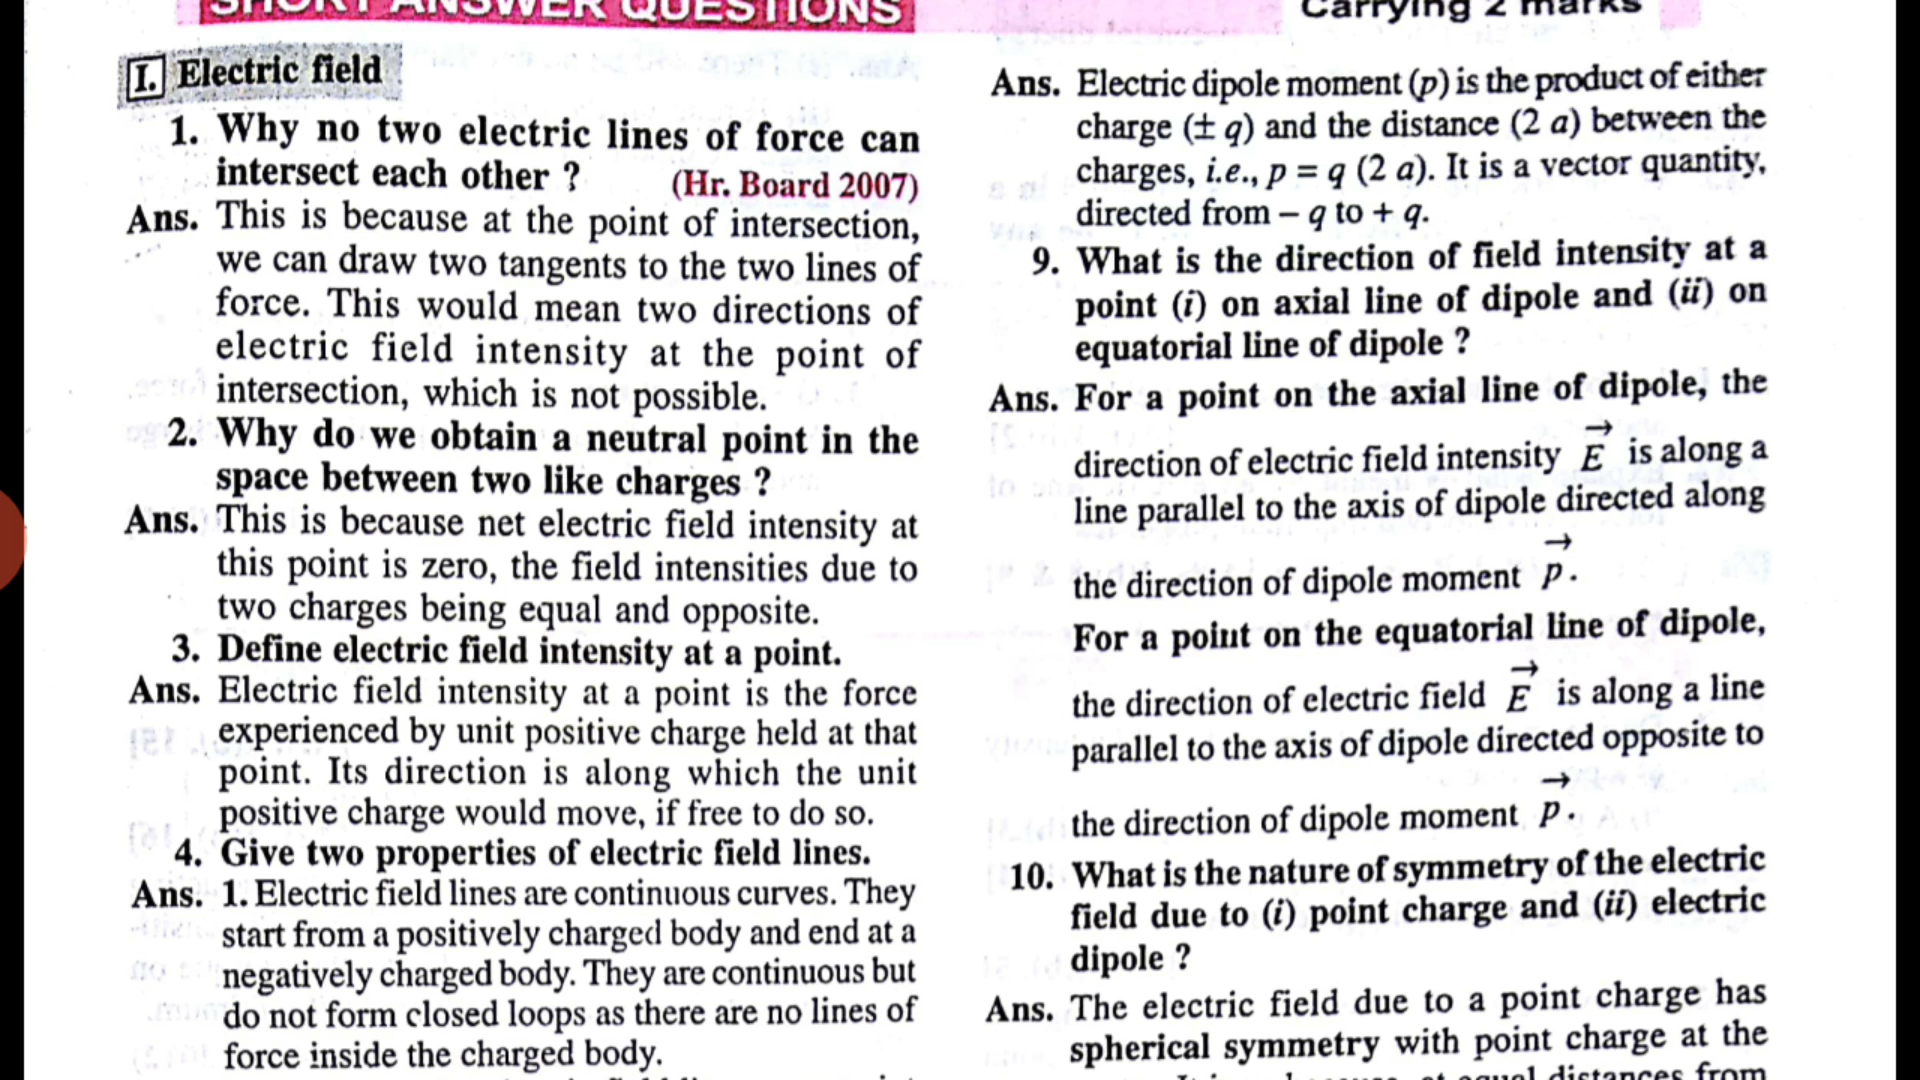 SHORT ANSWER QUESTIONS
Carrying 2 marks
I. Electric field
1. Why no two electric lines of force can
intersect each other ? (Hr. Board 2007)
Ans. This is because at the point of intersection,
we can draw two tangents to the two lines of
force. This would mean two directions of
electric field intensity at the point of
intersection, which is not possible.
2. Why do we obtain a neutral point in the
space between two like charges ?
Ans. This is because net electric field intensity at
this point is zero, the field intensities due to
two charges being equal and opposite.
3. Define electric field intensity at a point.
Ans. Electric field intensity at a point is the force
experienced by unit positive charge held at that
point. Its direction is along which the unit
positive charge would move, if free to do so.
4. Give two properties of electric field lines.
Ans. 1. Electric field lines are continuous curves. They
start from a positively charged body and end at a
negatively charged body. They are continuous but
do not form closed loops as there are no lines of
force inside the charged body.
Ans. Electric dipole moment (p) is the product of either
charge (± q) and the distance (2 a) between the
charges, i.e., p = q (2 a). It is a vector quantity,
directed from – q to + q.
9. What is the direction of field intensity at a
point (i) on axial line of dipole and (ii) on
equatorial line of dipole ?
Ans. For a point on the axial line of dipole, the
direction of electric field intensity E⃗ is along a
line parallel to the axis of dipole directed along
the direction of dipole moment p⃗.
For a point on the equatorial line of dipole,
the direction of electric field E⃗ is along a line
parallel to the axis of dipole directed opposite to
the direction of dipole moment p⃗.
10. What is the nature of symmetry of the electric
field due to (i) point charge and (ii) electric
dipole ?
Ans. The electric field due to a point charge has
spherical symmetry with point charge at the
equal distances from